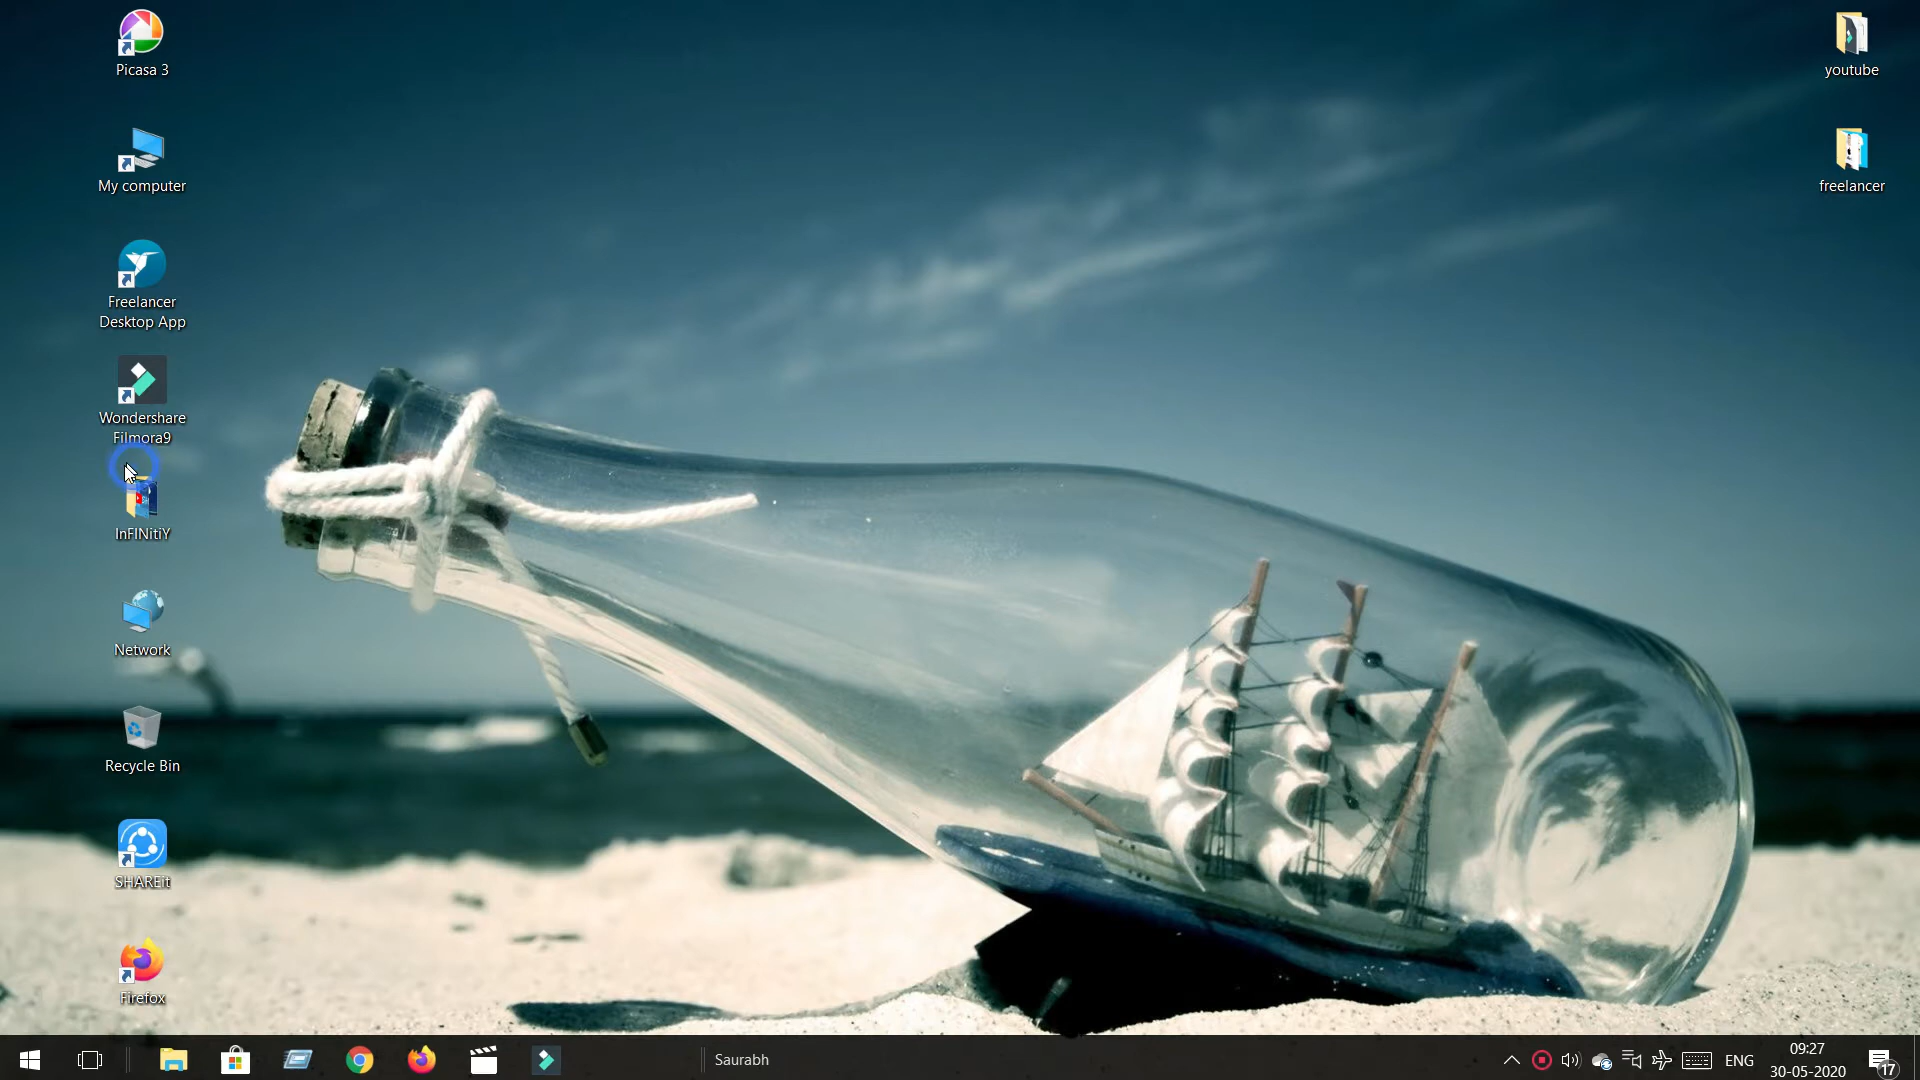 Picasa 3
My computer
Freelancer
Desktop App
Wondershare
Filmora9
InFINitiY
Network
Recycle Bin
SHAREit
Firefox
youtube
freelancer
Saurabh
ENG
09:27
30-05-2020
17